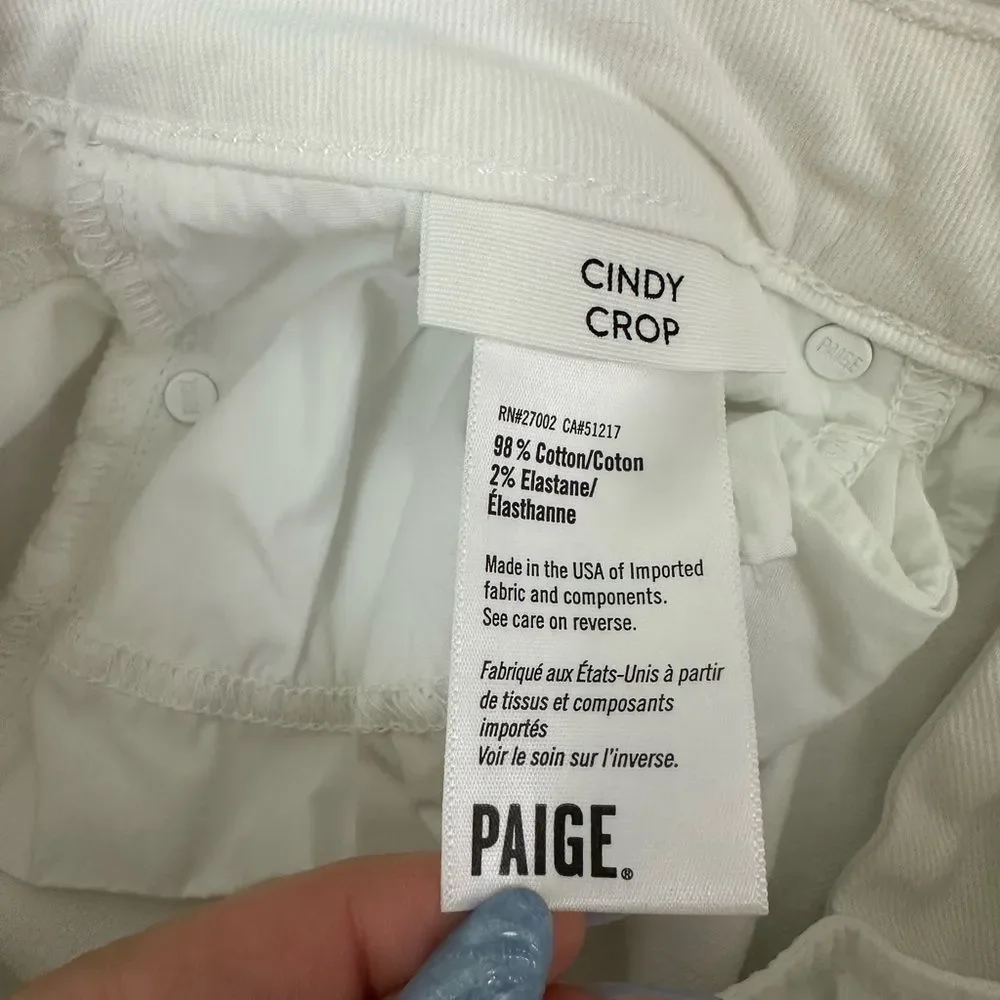 CINDY
CROP
PAIGE
RN#27002 CA#51217
98% Cotton/Coton
2% Elastane/
Élasthanne
Made in the USA of Imported
fabric and components.
See care on reverse.
Fabriqué aux États-Unis à partir
de tissus et composants
importés
Voir le soin sur l'inverse.
PAIGE®